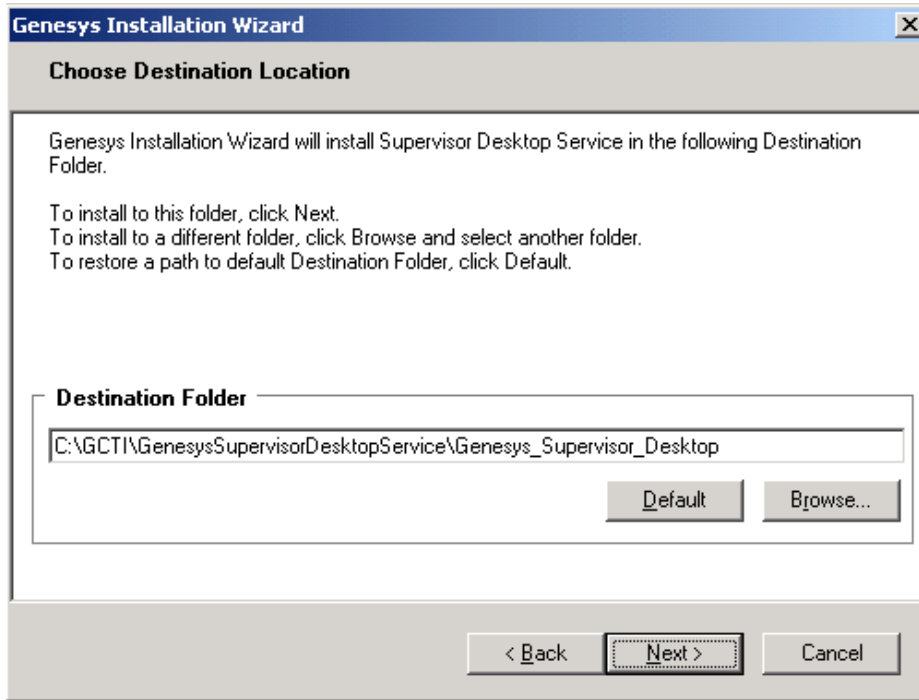 Genesys Installation Wizard
Choose Destination Location
Genesys Installation Wizard will install Supervisor Desktop Service in the following Destination
Folder.
To install to this folder, click Next.
To install to a different folder, click Browse and select another folder.
To restore a path to default Destination Folder, click Default.
Destination Folder
C:\GCTI\GenesysSupervisorDesktopService\Genesys_Supervisor_Desktop
Default
Browse...
< Back
Next >
Cancel